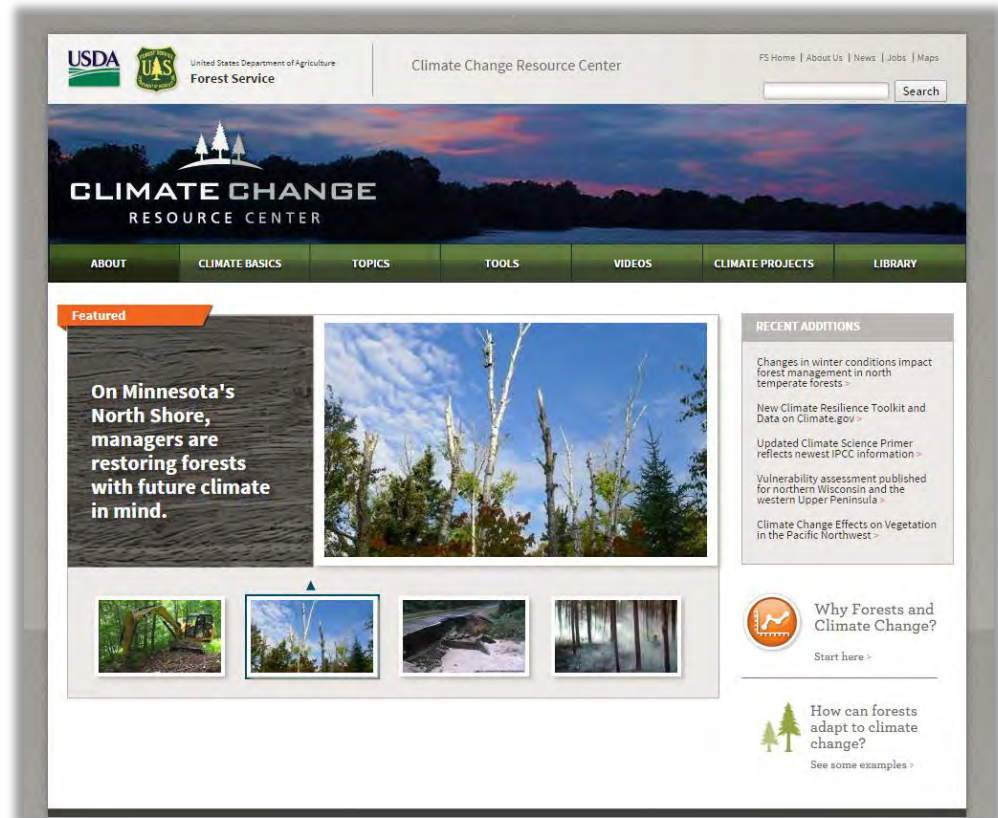 USDA
FOREST SERVICE
UAS
DEPARTMENT OF AGRICULTURE
United States Department of Agriculture
Forest Service
Climate Change Resource Center
FS Home | About Us | News | Jobs | Maps
Search
CLIMATE CHANGE
RESOURCE CENTER
ABOUT
CLIMATE BASICS
TOPICS
TOOLS
VIDEOS
CLIMATE PROJECTS
LIBRARY
Featured
On Minnesota's
North Shore,
managers are
restoring forests
with future climate
in mind.
RECENT ADDITIONS
Changes in winter conditions impact
forest management in north
temperate forests >
New Climate Resilience Toolkit and
Data on Climate.gov >
Updated Climate Science Primer
reflects newest IPCC information >
Vulnerability assessment published
for northern Wisconsin and the
western Upper Peninsula >
Climate Change Effects on Vegetation
in the Pacific Northwest >
Why Forests and
Climate Change?
Start here >
How can forests
adapt to climate
change?
See some examples >